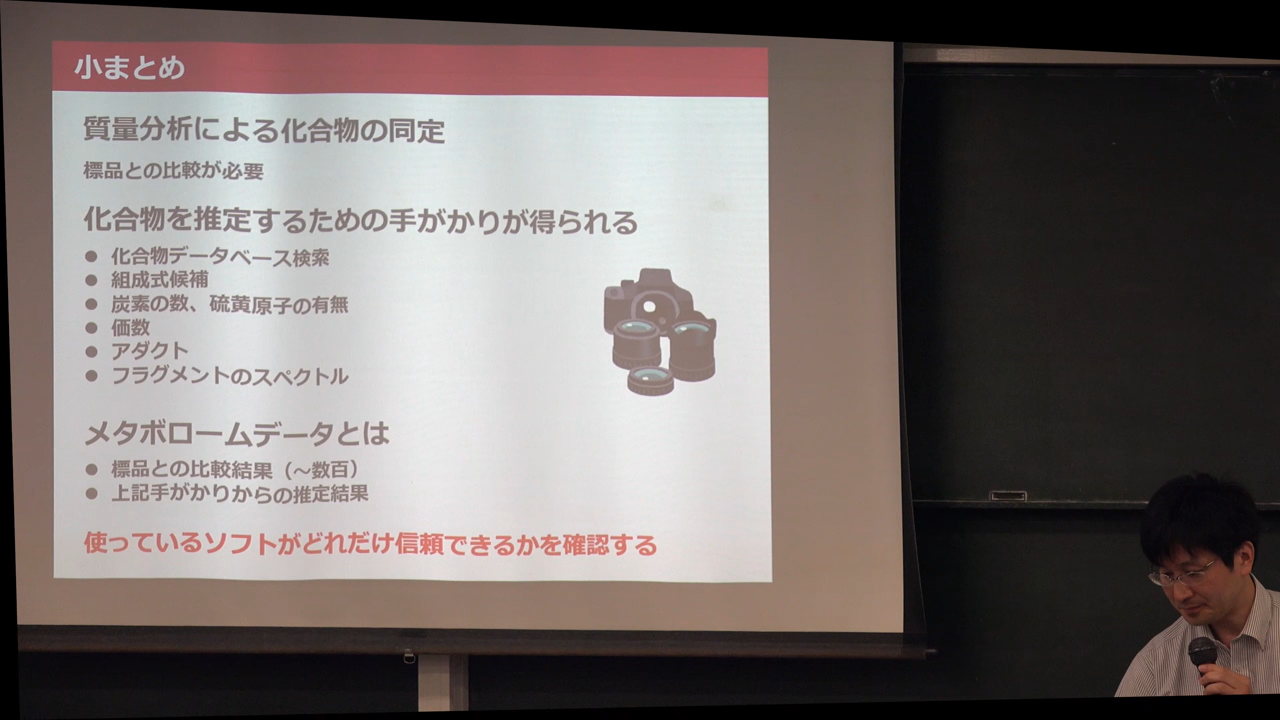 小まとめ
質量分析による化合物の同定
標品との比較が必要
化合物を推定するための手がかりが得られる
● 化合物データベース検索
● 組成式候補
● 炭素の数、硫黄原子の有無
● 価数
● アダクト
● フラグメントのスペクトル
メタボロームデータとは
● 標品との比較結果（～数百）
● 上記手がかりからの推定結果
使っているソフトがどれだけ信頼できるかを確認する